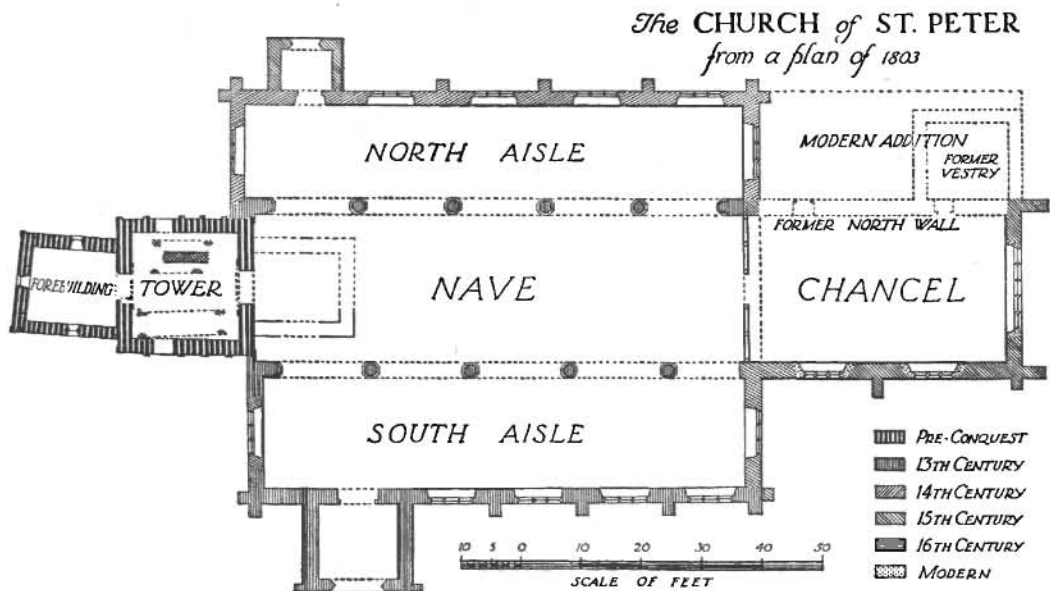 The CHURCH of ST. PETER
from a plan of 1803
NORTH AISLE
MODERN ADDITION
FORMER
VESTRY
FORMER NORTH WALL
FOREBUILDING
TOWER
NAVE
CHANCEL
SOUTH AISLE
PRE-CONQUEST
13TH CENTURY
14TH CENTURY
15TH CENTURY
16TH CENTURY
MODERN
10 5 0 10 20 30 40 50
SCALE OF FEET